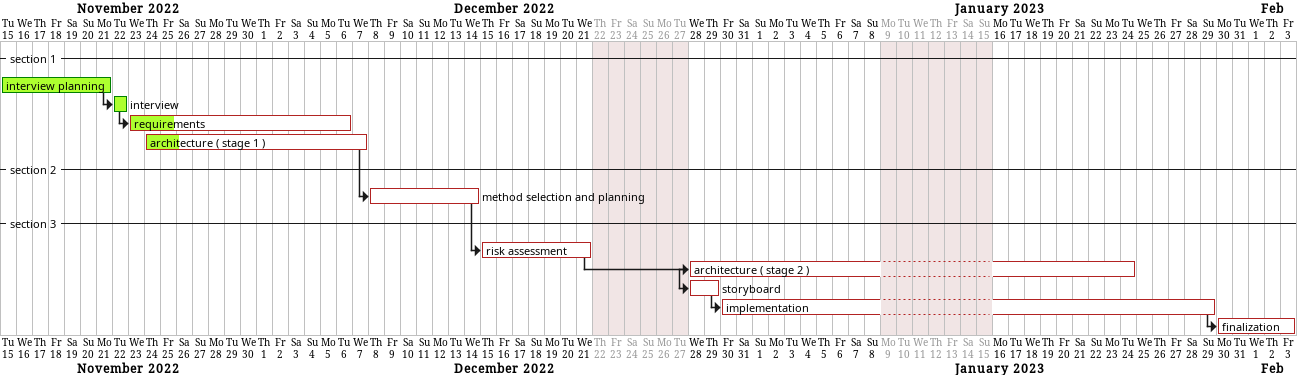 November 2022 December 2022 January 2023 Feb
Tu We Th Fr Sa Su Mo Tu We Th Fr Sa Su Mo Tu We Th Fr Sa Su Mo Tu We Th Fr Sa Su Mo Tu We Th Fr Sa Su Mo Tu We Th Fr Sa Su Mo Tu We Th Fr Sa Su Mo Tu We Th Fr Sa Su Mo Tu We Th Fr Sa Su Mo Tu We Th Fr Sa Su Mo Tu We Th Fr Sa Su Mo Tu We Th Fr
15 16 17 18 19 20 21 22 23 24 25 26 27 28 29 30 1 2 3 4 5 6 7 8 9 10 11 12 13 14 15 16 17 18 19 20 21 22 23 24 25 26 27 28 29 30 31 1 2 3 4 5 6 7 8 9 10 11 12 13 14 15 16 17 18 19 20 21 22 23 24 25 26 27 28 29 30 31 1 2 3
section 1
interview planning
interview
requirements
architecture ( stage 1 )
section 2
method selection and planning
section 3
risk assessment
architecture ( stage 2 )
storyboard
implementation
finalization
Tu We Th Fr Sa Su Mo Tu We Th Fr Sa Su Mo Tu We Th Fr Sa Su Mo Tu We Th Fr Sa Su Mo Tu We Th Fr Sa Su Mo Tu We Th Fr Sa Su Mo Tu We Th Fr Sa Su Mo Tu We Th Fr Sa Su Mo Tu We Th Fr Sa Su Mo Tu We Th Fr Sa Su Mo Tu We Th Fr Sa Su Mo Tu We Th Fr
15 16 17 18 19 20 21 22 23 24 25 26 27 28 29 30 1 2 3 4 5 6 7 8 9 10 11 12 13 14 15 16 17 18 19 20 21 22 23 24 25 26 27 28 29 30 31 1 2 3 4 5 6 7 8 9 10 11 12 13 14 15 16 17 18 19 20 21 22 23 24 25 26 27 28 29 30 31 1 2 3
November 2022 December 2022 January 2023 Feb